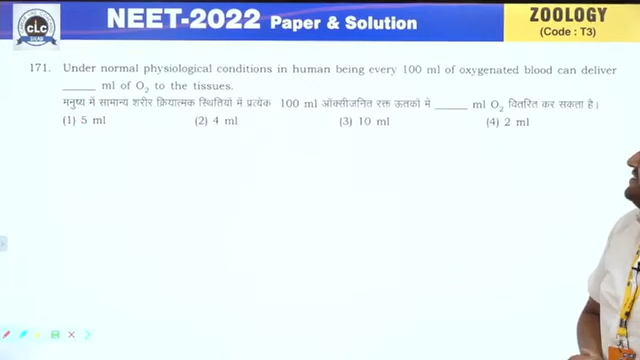 NEET-2022 Paper & Solution
ZOOLOGY
(Code : T3)
CLC
SIKAR
171. Under normal physiological conditions in human being every 100 ml of oxygenated blood can deliver
_____ ml of O₂ to the tissues.
मनुष्य में सामान्य शरीर क्रियात्मक स्थितियों में प्रत्येक 100 ml ऑक्सीजनित रक्त ऊतकों में _____ ml O₂ वितरित कर सकता है।
(1) 5 ml (2) 4 ml (3) 10 ml (4) 2 ml